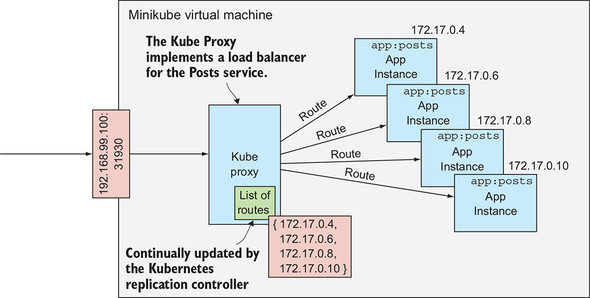 Minikube virtual machine
The Kube Proxy
implements a load balancer
for the Posts service.
192.168.99.100:
31930
Kube
proxy
List of
routes
{ 172.17.0.4,
172.17.0.6,
172.17.0.8,
172.17.0.10 }
Continually updated by
the Kubernetes
replication controller
Route
Route
Route
Route
172.17.0.4
app:posts
App
Instance
172.17.0.6
app:posts
App
Instance
172.17.0.8
app:posts
App
Instance
172.17.0.10
app:posts
App
Instance